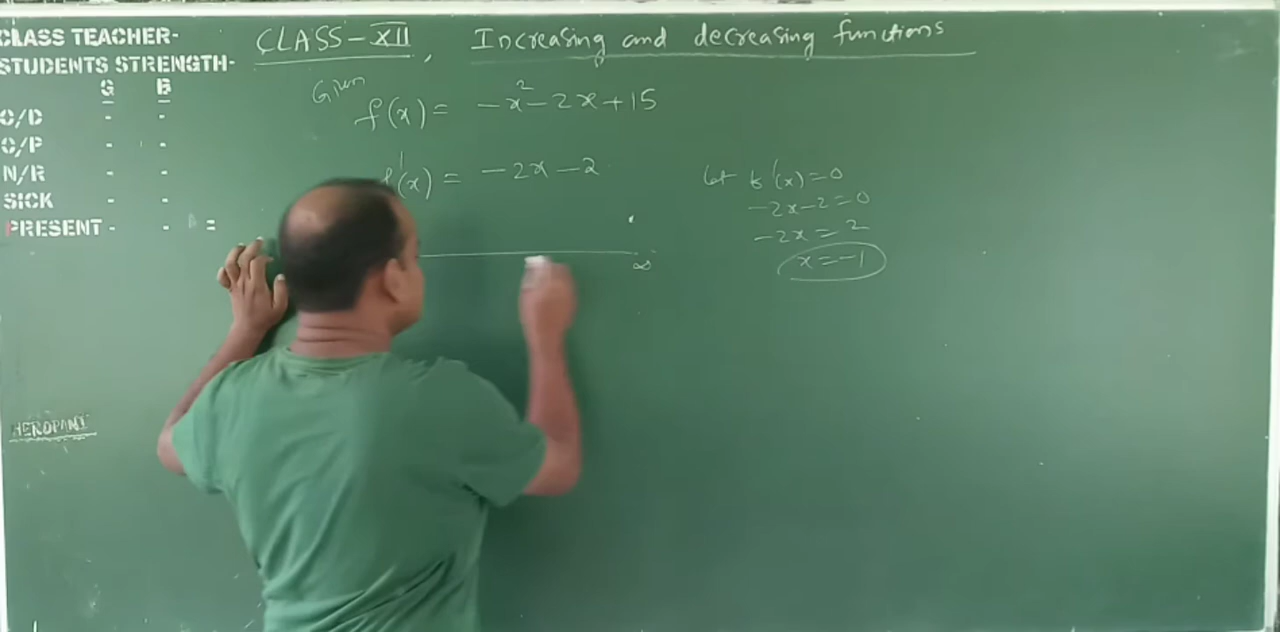 CLASS TEACHER-
STUDENTS STRENGTH-
G B
O/D - -
O/P - -
N/R - -
SICK - -
PRESENT - - =
HEROPANTI
CLASS-XII, Increasing and decreasing functions
Given
f(x) = -x²-2x+15
f'(x) = -2x-2
∞
let f'(x)=0
-2x-2=0
-2x=2
x=-1